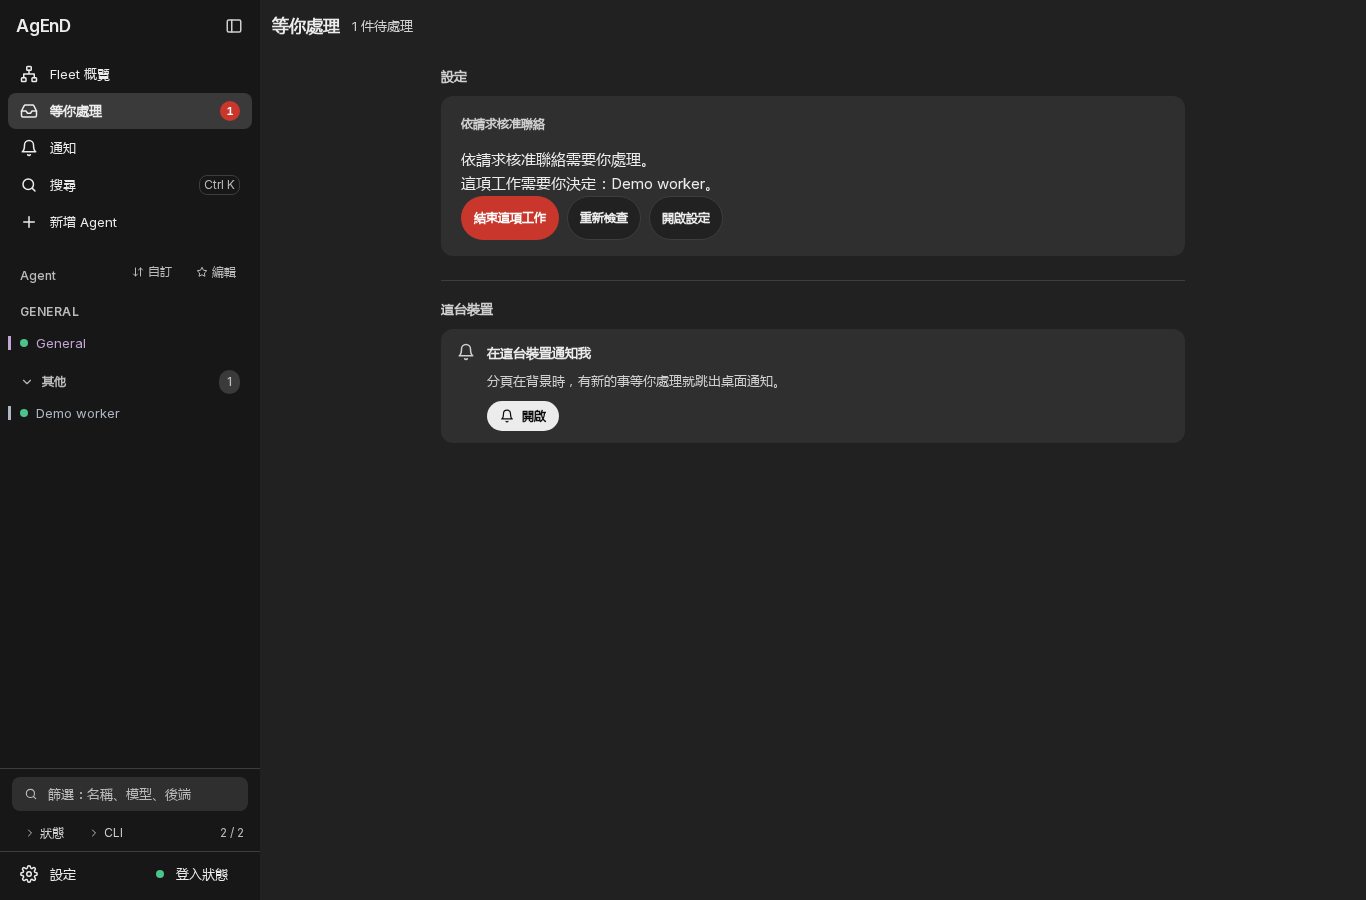 AgEnD
Fleet 概覽
等你處理 1
通知
搜尋 Ctrl K
新增 Agent
Agent 自訂 編輯
GENERAL
General
其他 1
Demo worker
篩選：名稱、模型、後端
狀態 CLI 2 / 2
設定 登入狀態
等你處理 1 件待處理
設定
依請求核准聯絡
依請求核准聯絡需要你處理。
這項工作需要你決定：Demo worker。
結束這項工作 重新檢查 開啟設定
這台裝置
在這台裝置通知我
分頁在背景時，有新的事等你處理就跳出桌面通知。
開啟